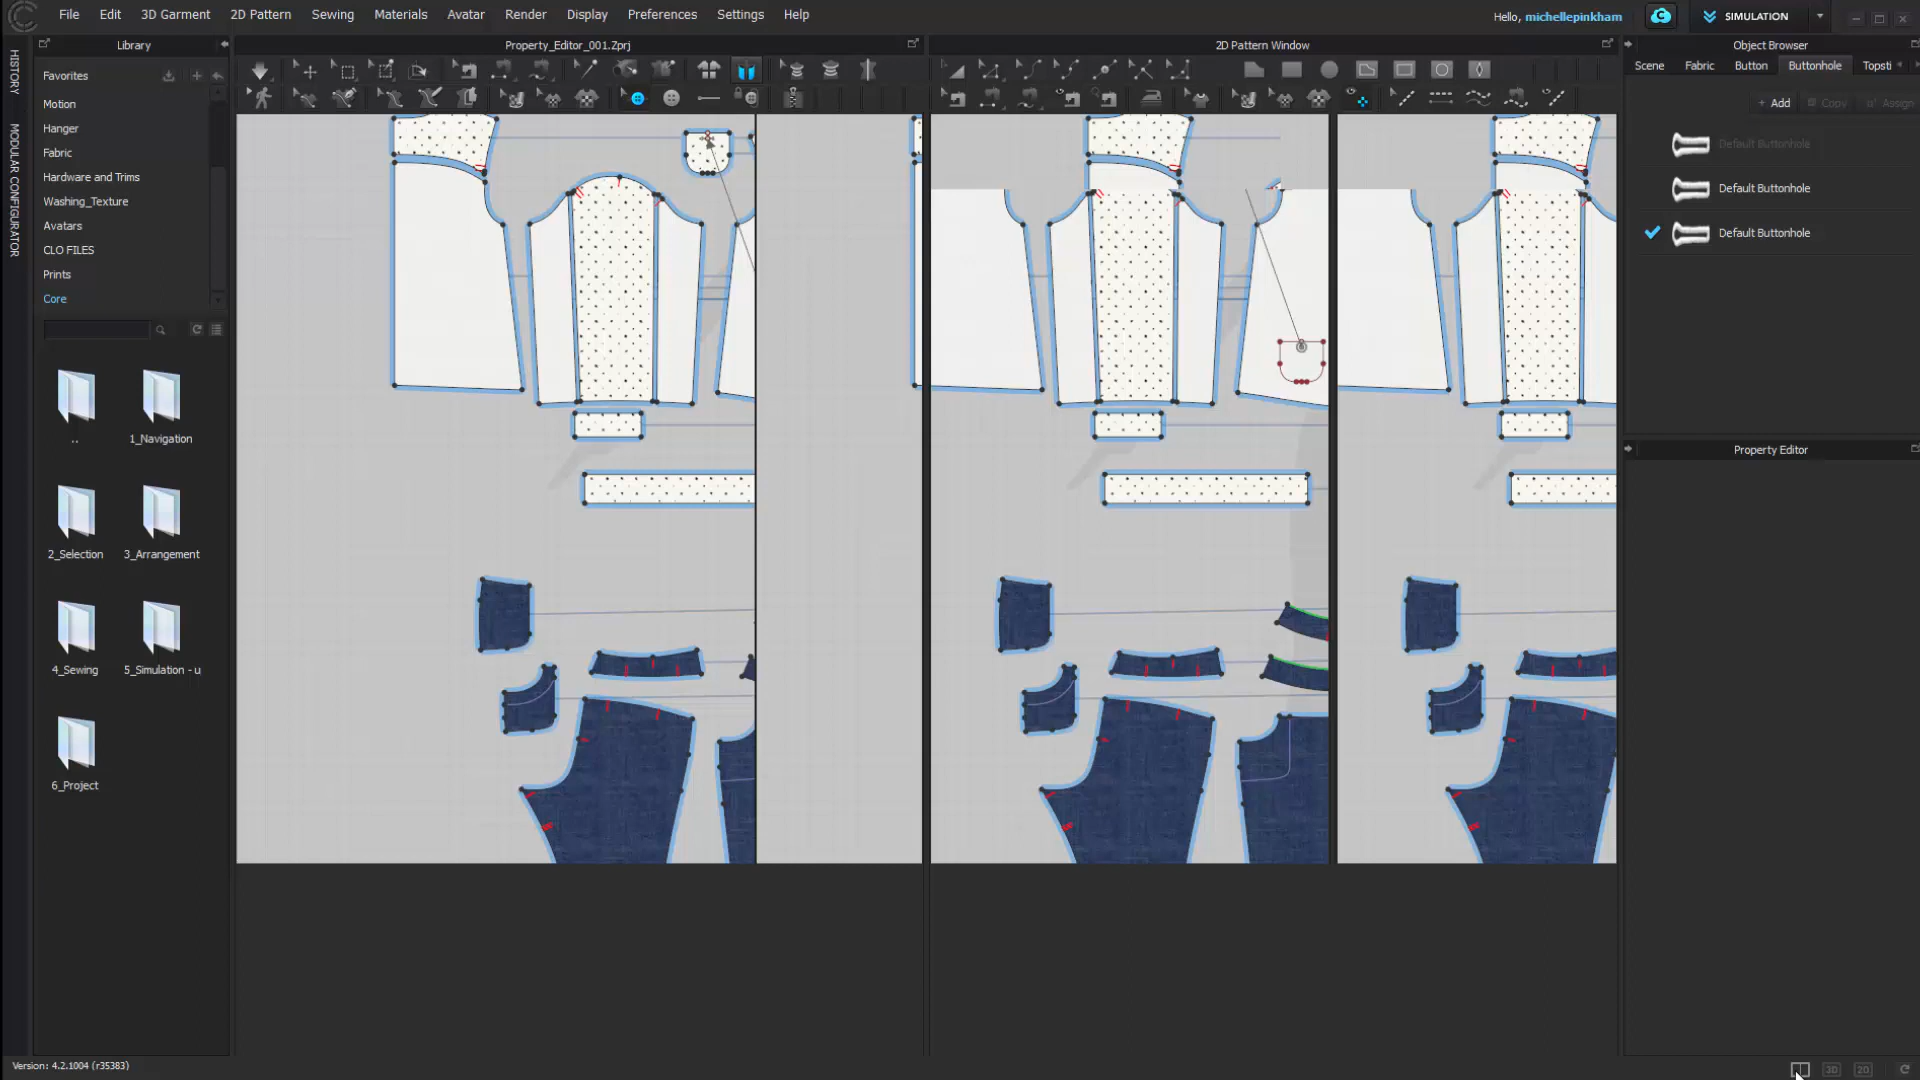 File Edit 3D Garment 2D Pattern Sewing Materials Avatar Render Display Preferences Settings Help
Hello, michellepinkham
SIMULATION
HISTORY
MODULAR CONFIGURATOR
Library
Property_Editor_001.Zprj
2D Pattern Window
Object Browser
Favorites
Motion
Hanger
Fabric
Hardware and Trims
Washing_Texture
Avatars
CLO FILES
Prints
Core
..
1_Navigation
2_Selection
3_Arrangement
4_Sewing
5_Simulation - u
6_Project
Scene Fabric Button Buttonhole Topsti
+ Add Copy Assign
Default Buttonhole
Default Buttonhole
Default Buttonhole
Property Editor
Version: 4.2.1004 (r35383)
3D 2D